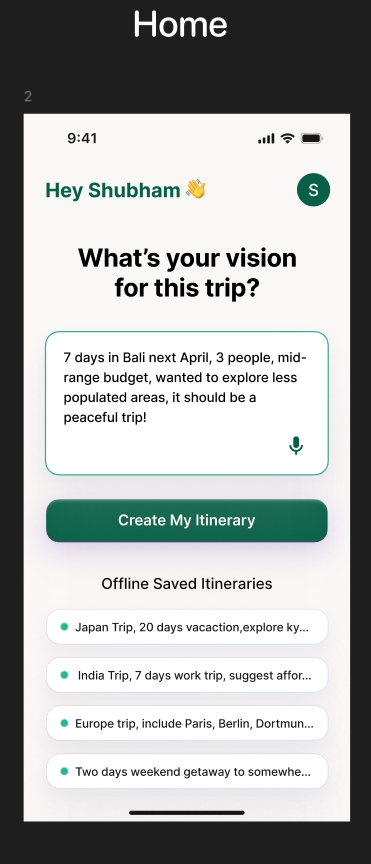 Home
2
9:41
Hey Shubham 👋
S
What's your vision
for this trip?
7 days in Bali next April, 3 people, mid-
range budget, wanted to explore less
populated areas, it should be a
peaceful trip!
Create My Itinerary
Offline Saved Itineraries
Japan Trip, 20 days vacaction,explore ky...
India Trip, 7 days work trip, suggest affor...
Europe trip, include Paris, Berlin, Dortmun...
Two days weekend getaway to somewhe...